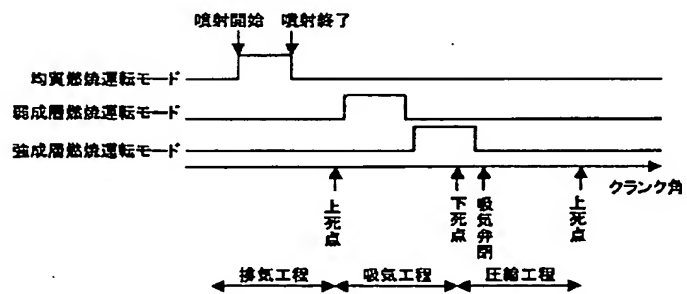 噴射開始 噴射終了
均質燃焼運転モード
弱成層燃焼運転モード
強成層燃焼運転モード
クランク角
上死点
下死点
吸気弁閉
上死点
排気工程 吸気工程 圧縮工程